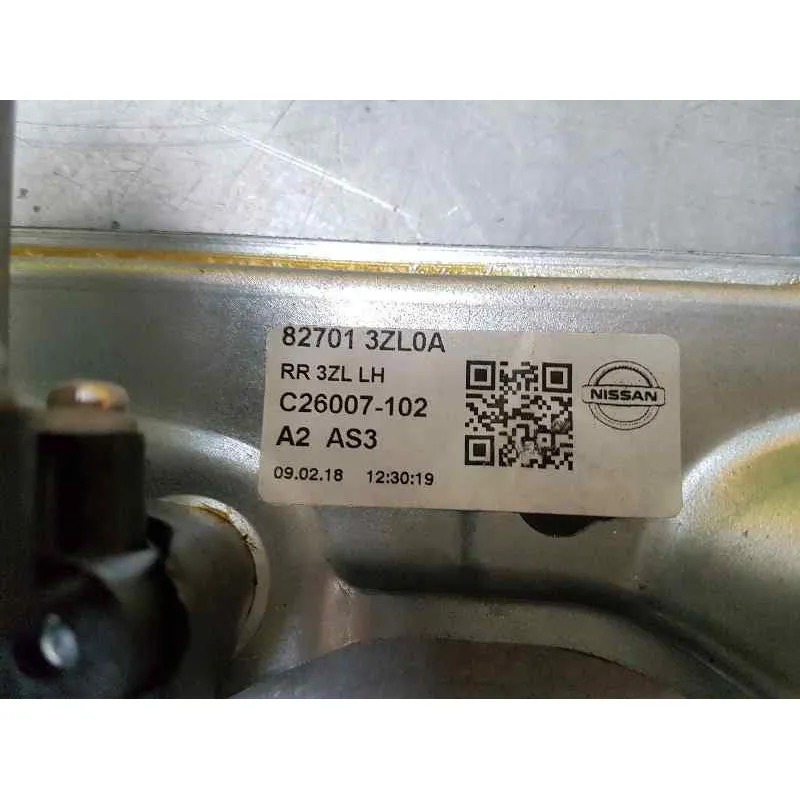 82701 3ZL0A
RR 3ZL LH
C26007-102
A2 AS3
09.02.18 12:30:19
NISSAN